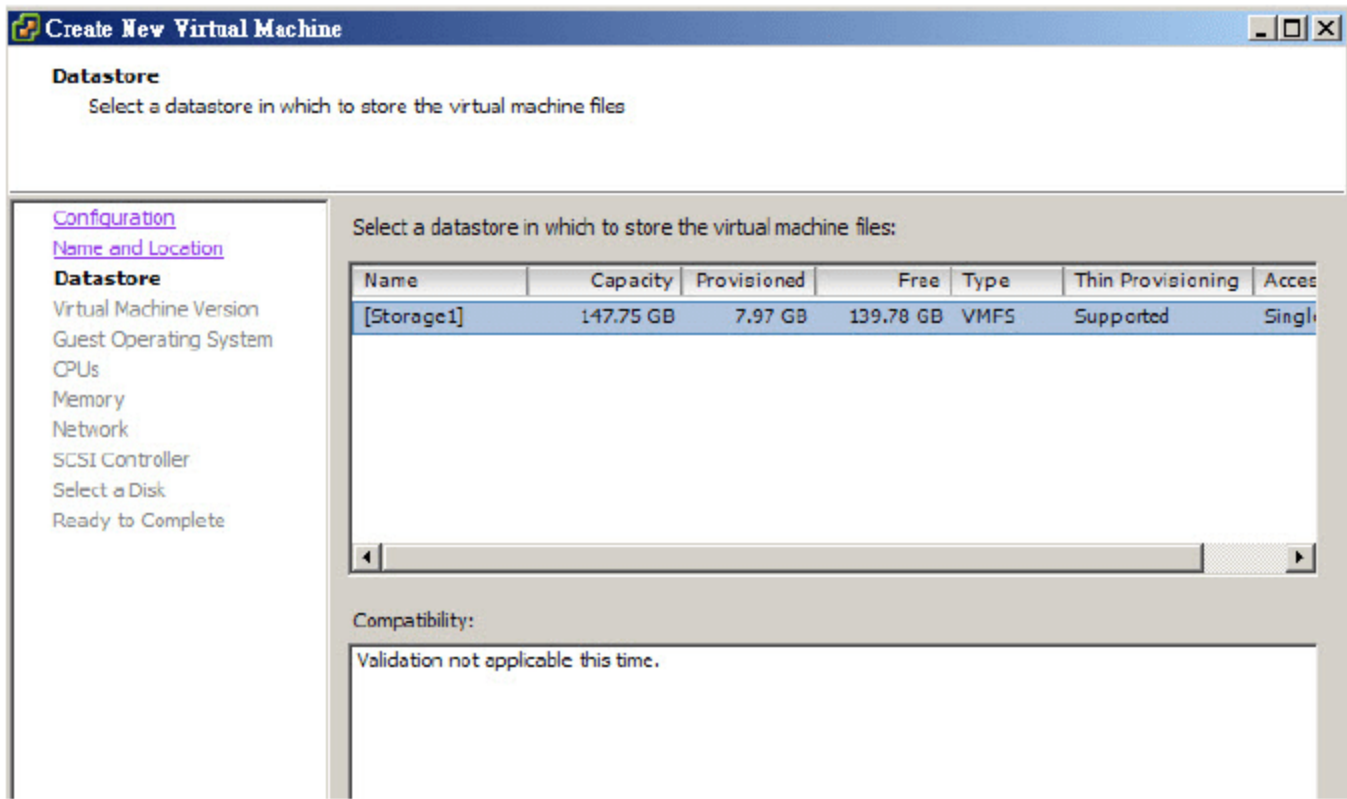 Create New Virtual Machine
Datastore
Select a datastore in which to store the virtual machine files
Configuration
Name and Location
Datastore
Virtual Machine Version
Guest Operating System
CPUs
Memory
Network
SCSI Controller
Select a Disk
Ready to Complete
Select a datastore in which to store the virtual machine files:
Name Capacity Provisioned Free Type Thin Provisioning Acces
[Storage1] 147.75 GB 7.97 GB 139.78 GB VMFS Supported Singl
Compatibility:
Validation not applicable this time.